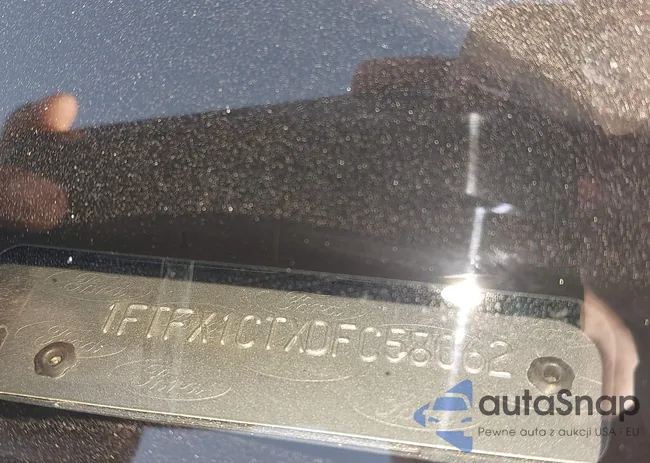 1FTFX1CTXDFC58062
autaSnap
Pewne auta z aukcji USA - EU